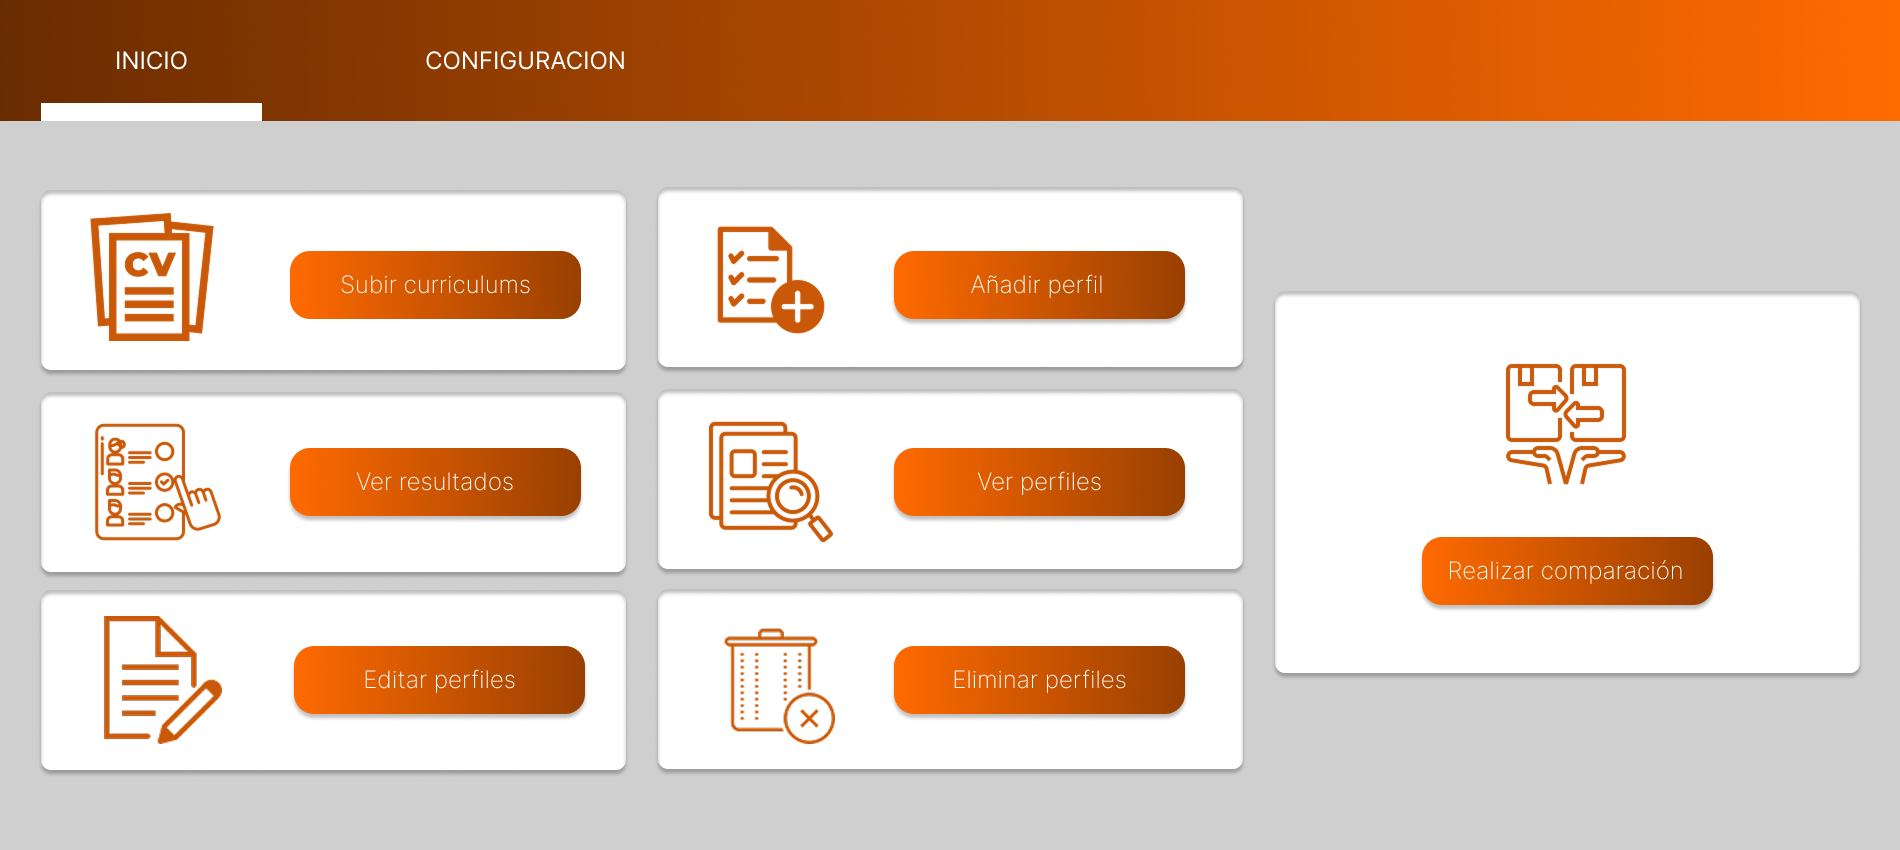 INICIO
CONFIGURACION
CV
Subir curriculums
Añadir perfil
Ver resultados
Ver perfiles
Realizar comparación
Editar perfiles
Eliminar perfiles